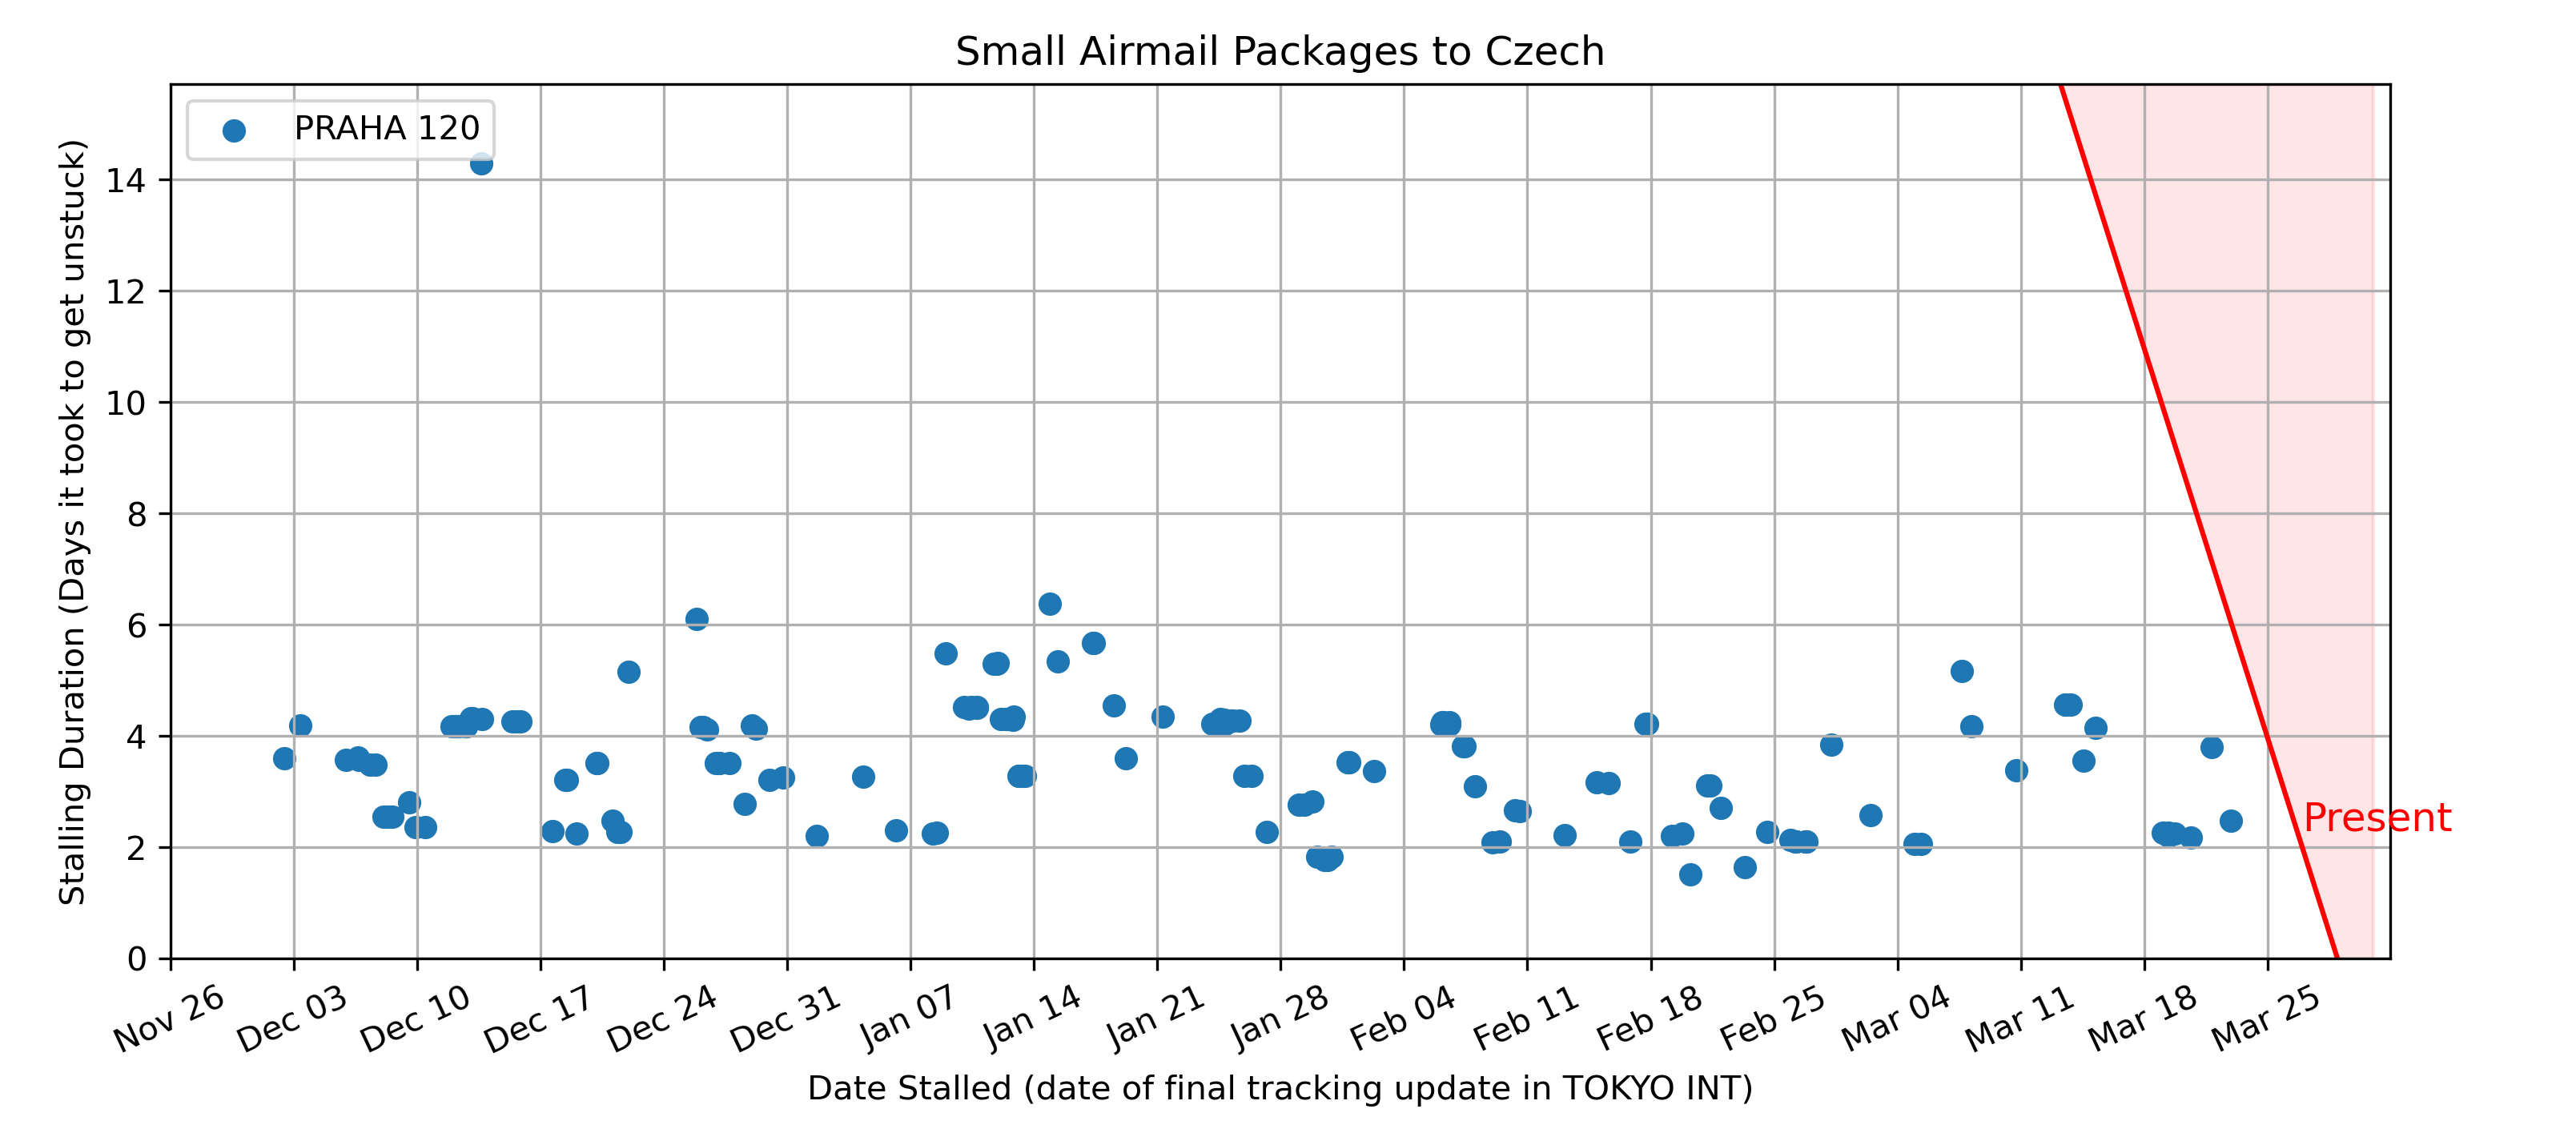 Small Airmail Packages to Czech
PRAHA 120
Stalling Duration (Days it took to get unstuck)
14
12
10
8
6
4
2
0
Present
Nov 26
Dec 03
Dec 10
Dec 17
Dec 24
Dec 31
Jan 07
Jan 14
Jan 21
Jan 28
Feb 04
Feb 11
Feb 18
Feb 25
Mar 04
Mar 11
Mar 18
Mar 25
Date Stalled (date of final tracking update in TOKYO INT)